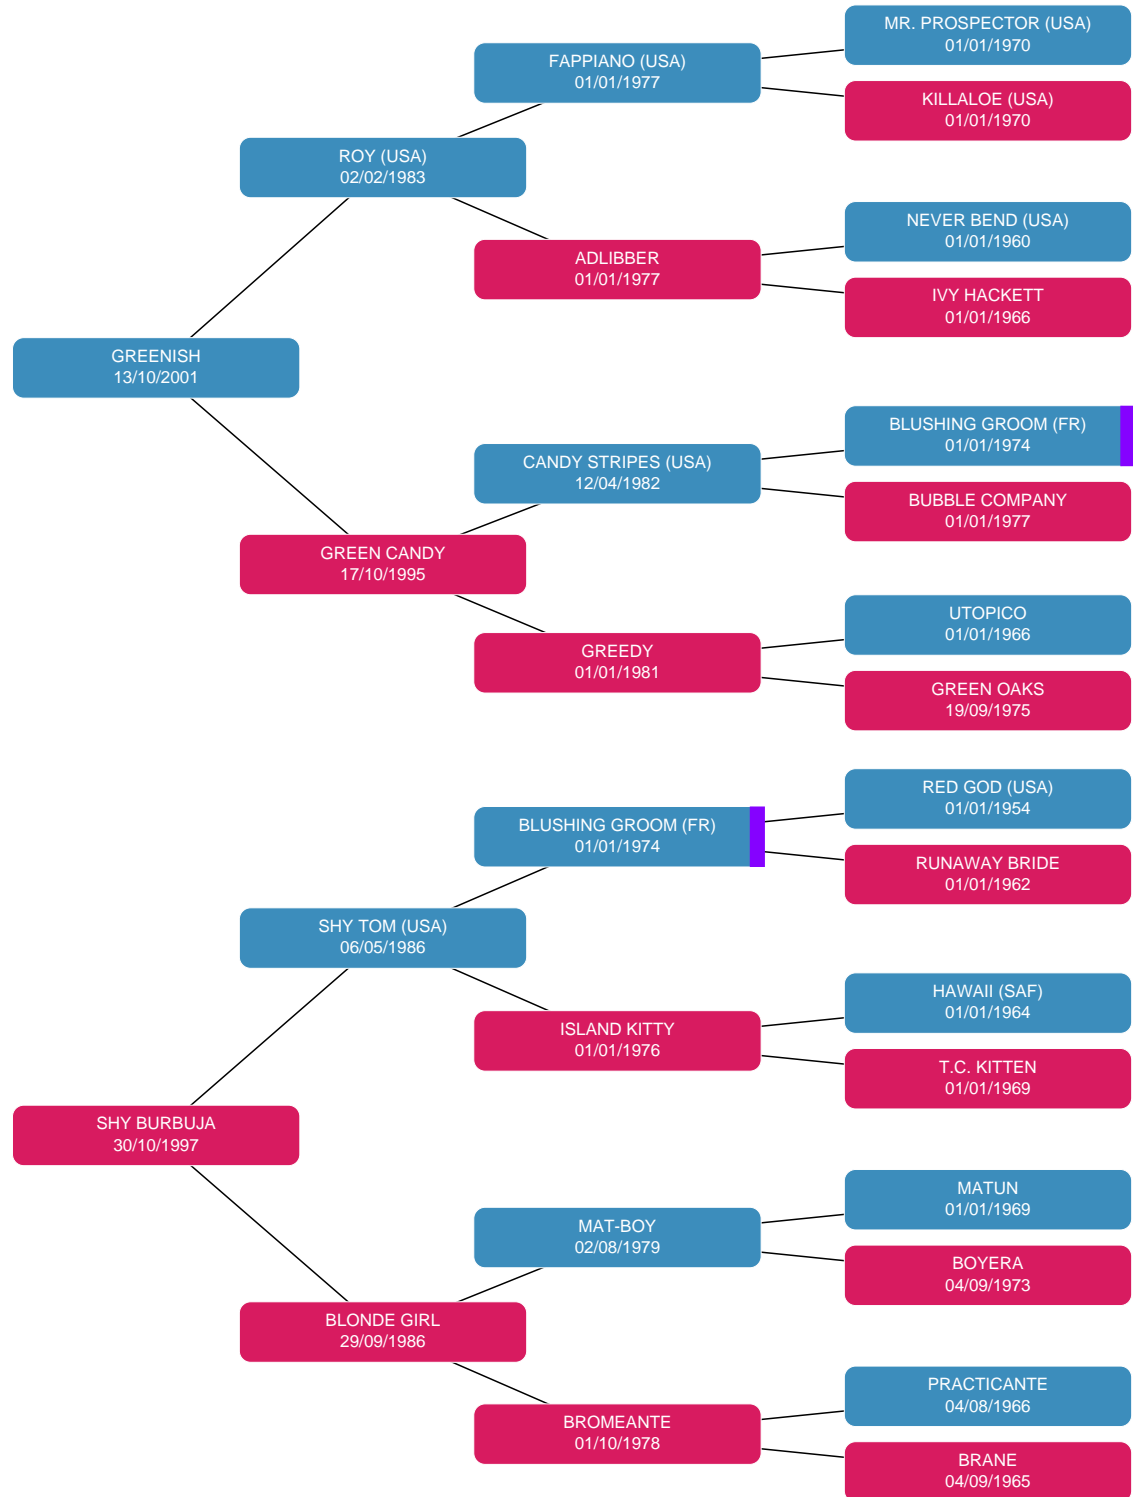 MR. PROSPECTOR (USA)
01/01/1970
FAPPIANO (USA)
01/01/1977
KILLALOE (USA)
01/01/1970
ROY (USA)
02/02/1983
NEVER BEND (USA)
01/01/1960
ADLIBBER
01/01/1977
IVY HACKETT
01/01/1966
GREENISH
13/10/2001
BLUSHING GROOM (FR)
01/01/1974
CANDY STRIPES (USA)
12/04/1982
BUBBLE COMPANY
01/01/1977
GREEN CANDY
17/10/1995
UTOPICO
01/01/1966
GREEDY
01/01/1981
GREEN OAKS
19/09/1975
RED GOD (USA)
01/01/1954
BLUSHING GROOM (FR)
01/01/1974
RUNAWAY BRIDE
01/01/1962
SHY TOM (USA)
06/05/1986
HAWAII (SAF)
01/01/1964
ISLAND KITTY
01/01/1976
T.C. KITTEN
01/01/1969
SHY BURBUJA
30/10/1997
MATUN
01/01/1969
MAT-BOY
02/08/1979
BOYERA
04/09/1973
BLONDE GIRL
29/09/1986
PRACTICANTE
04/08/1966
BROMEANTE
01/10/1978
BRANE
04/09/1965